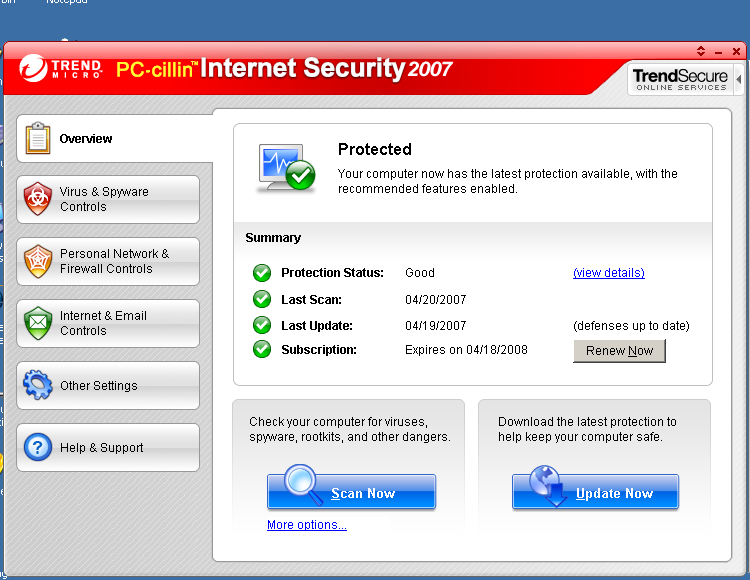 Notepad
TREND MICRO PC-cillin™ Internet Security 2007
TrendSecure
ONLINE SERVICES
Overview
Virus & Spyware
Controls
Personal Network &
Firewall Controls
Internet & Email
Controls
Other Settings
Help & Support
Protected
Your computer now has the latest protection available, with the
recommended features enabled.
Summary
Protection Status: Good (view details)
Last Scan: 04/20/2007
Last Update: 04/19/2007 (defenses up to date)
Subscription: Expires on 04/18/2008 Renew Now
Check your computer for viruses,
spyware, rootkits, and other dangers.
Scan Now
More options...
Download the latest protection to
help keep your computer safe.
Update Now